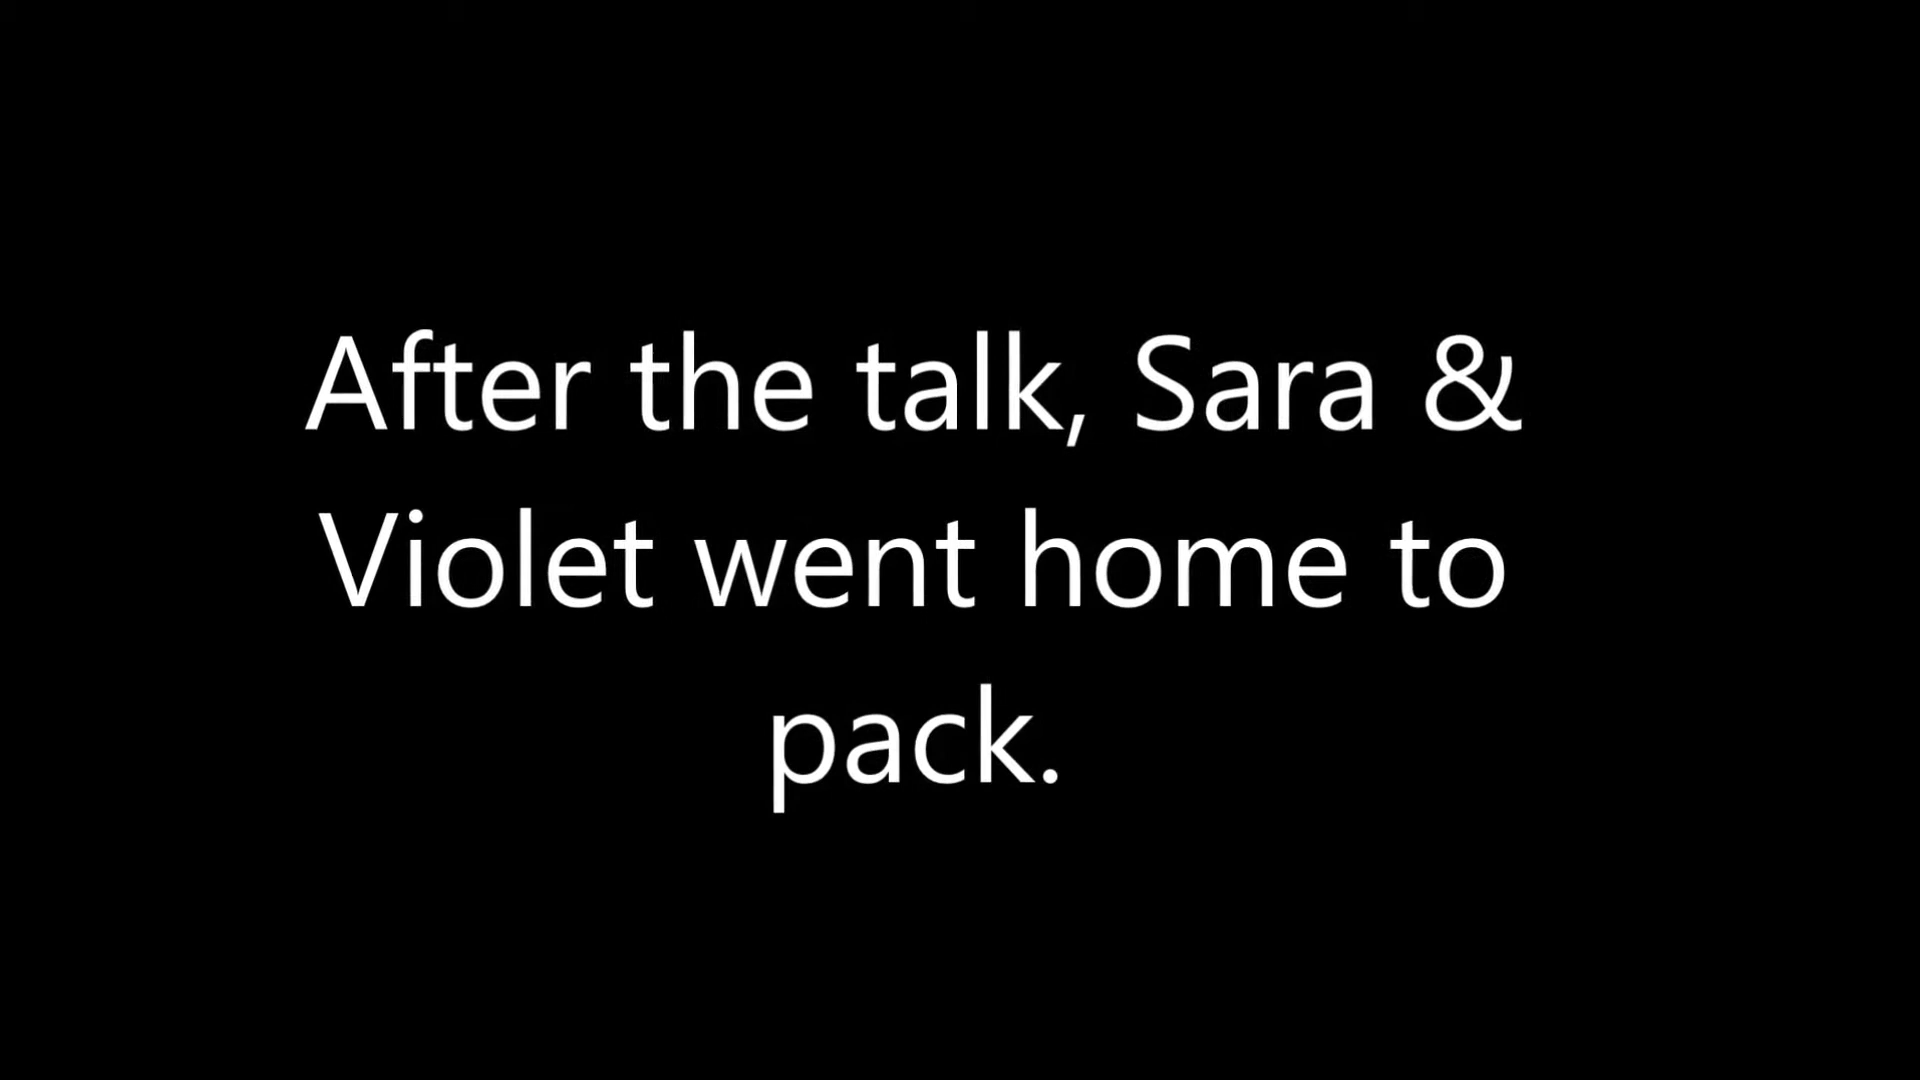 After the talk, Sara &
Violet went home to
pack.